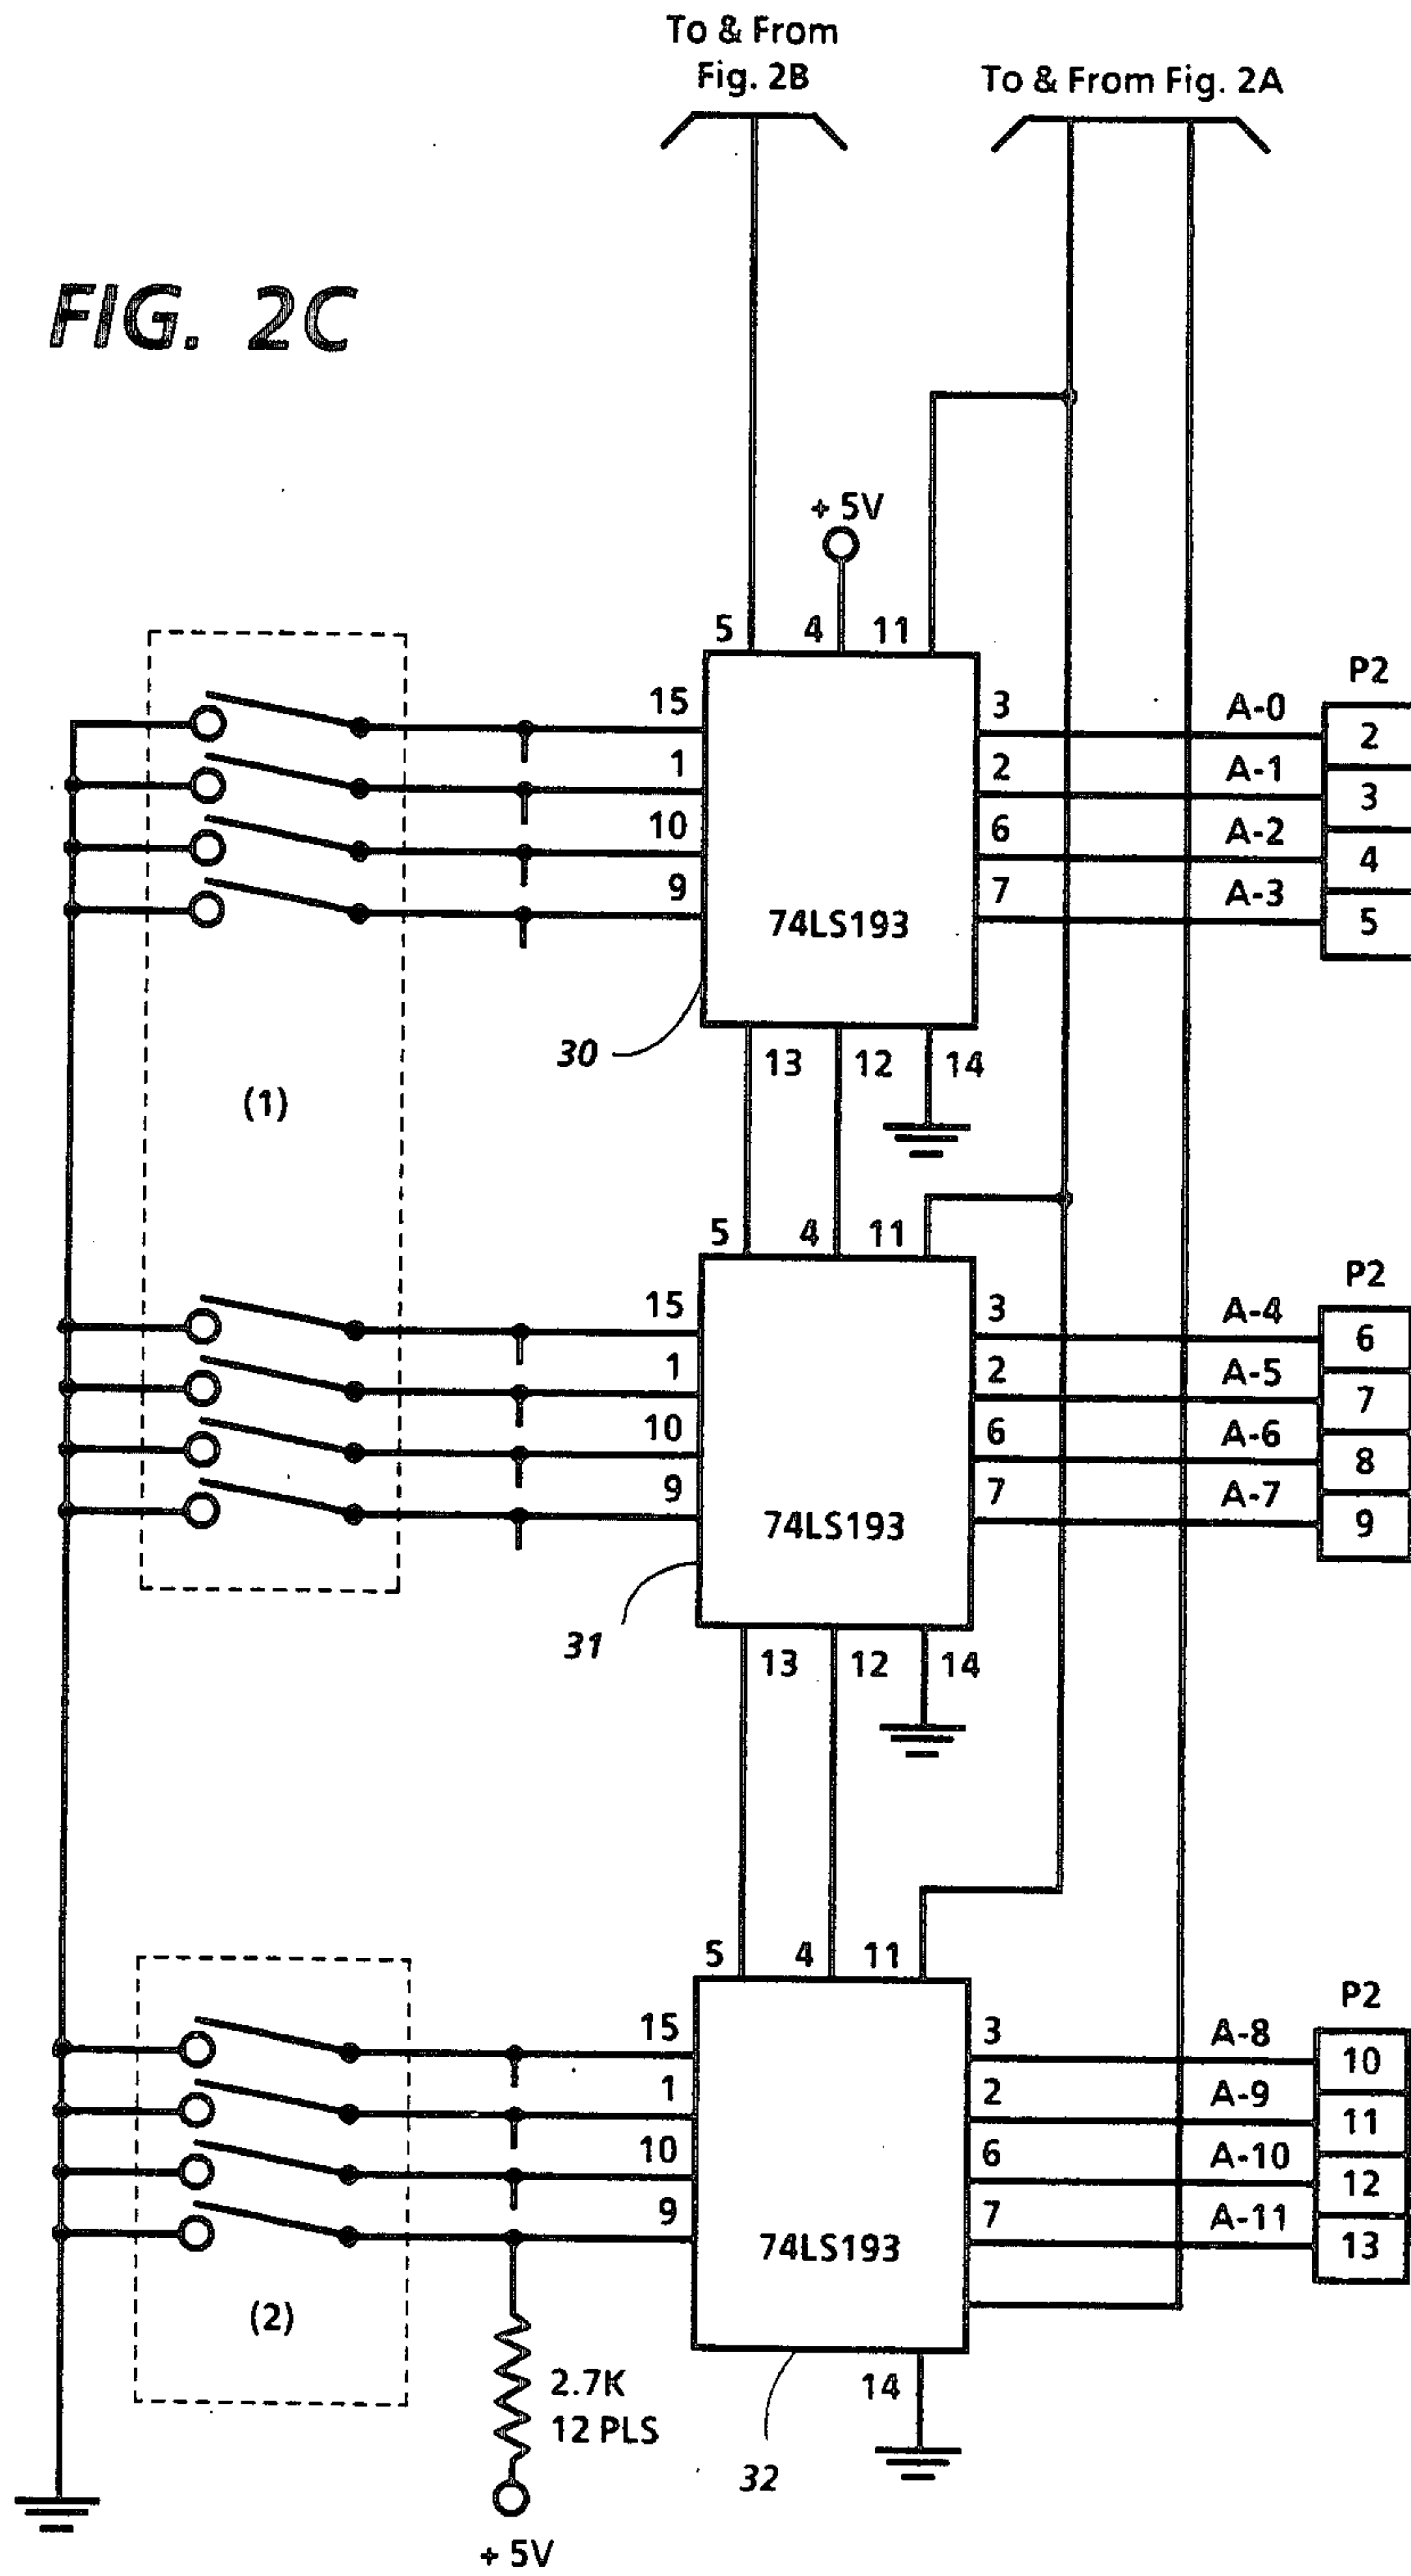 To & From
Fig. 2B
To & From Fig. 2A
FIG. 2C
+ 5V
5 4 11
P2
15 3 A-0 2
1 2 A-1 3
10 6 A-2 4
9 7 A-3 5
74LS193
30 13 12 14
(1)
5 4 11
P2
15 3 A-4 6
1 2 A-5 7
10 6 A-6 8
9 7 A-7 9
74LS193
31 13 12 14
5 4 11
P2
15 3 A-8 10
1 2 A-9 11
10 6 A-10 12
9 7 A-11 13
74LS193
(2)
2.7K 14
12 PLS
32
+ 5V